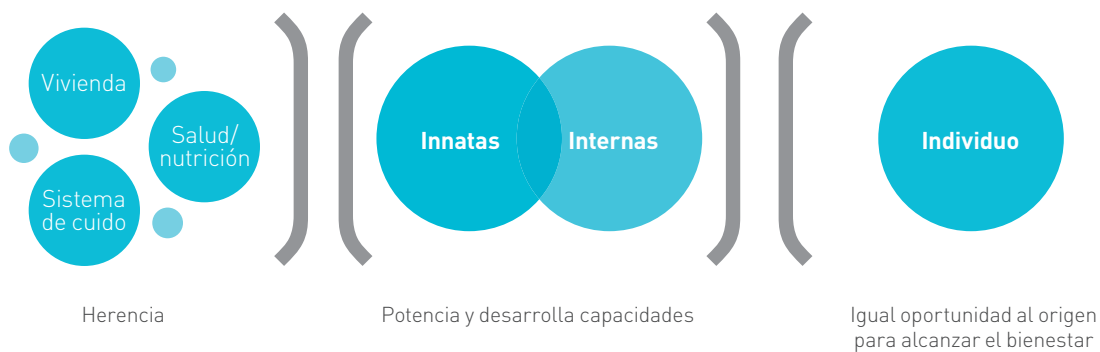 Vivienda
Salud/
nutrición
Sistema
de cuido
Innatas
Internas
Individuo
Herencia
Potencia y desarrolla capacidades
Igual oportunidad al origen
para alcanzar el bienestar